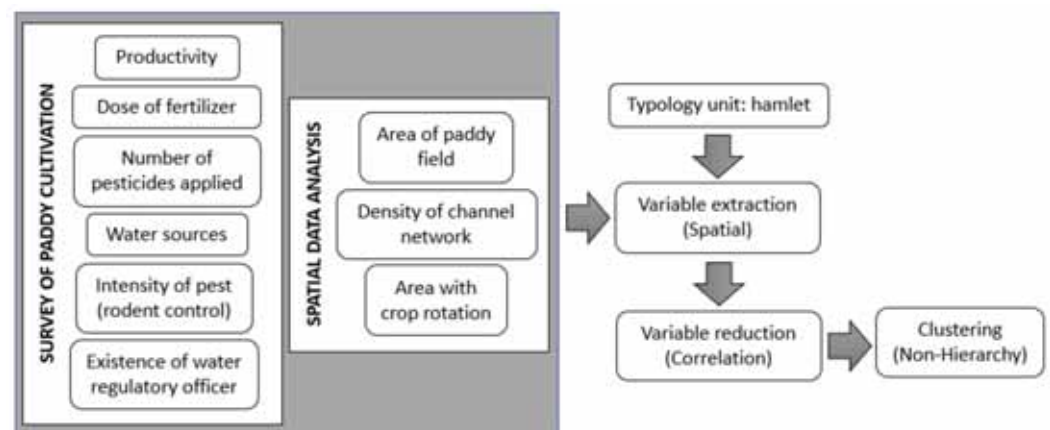 SURVEY OF PADDY CULTIVATION
Productivity
Dose of fertilizer
Number of
pesticides applied
Water sources
Intensity of pest
(rodent control)
Existence of water
regulatory officer
SPATIAL DATA ANALYSIS
Area of paddy
field
Density of channel
network
Area with
crop rotation
Typology unit: hamlet
Variable extraction
(Spatial)
Variable reduction
(Correlation)
Clustering
(Non-Hierarchy)